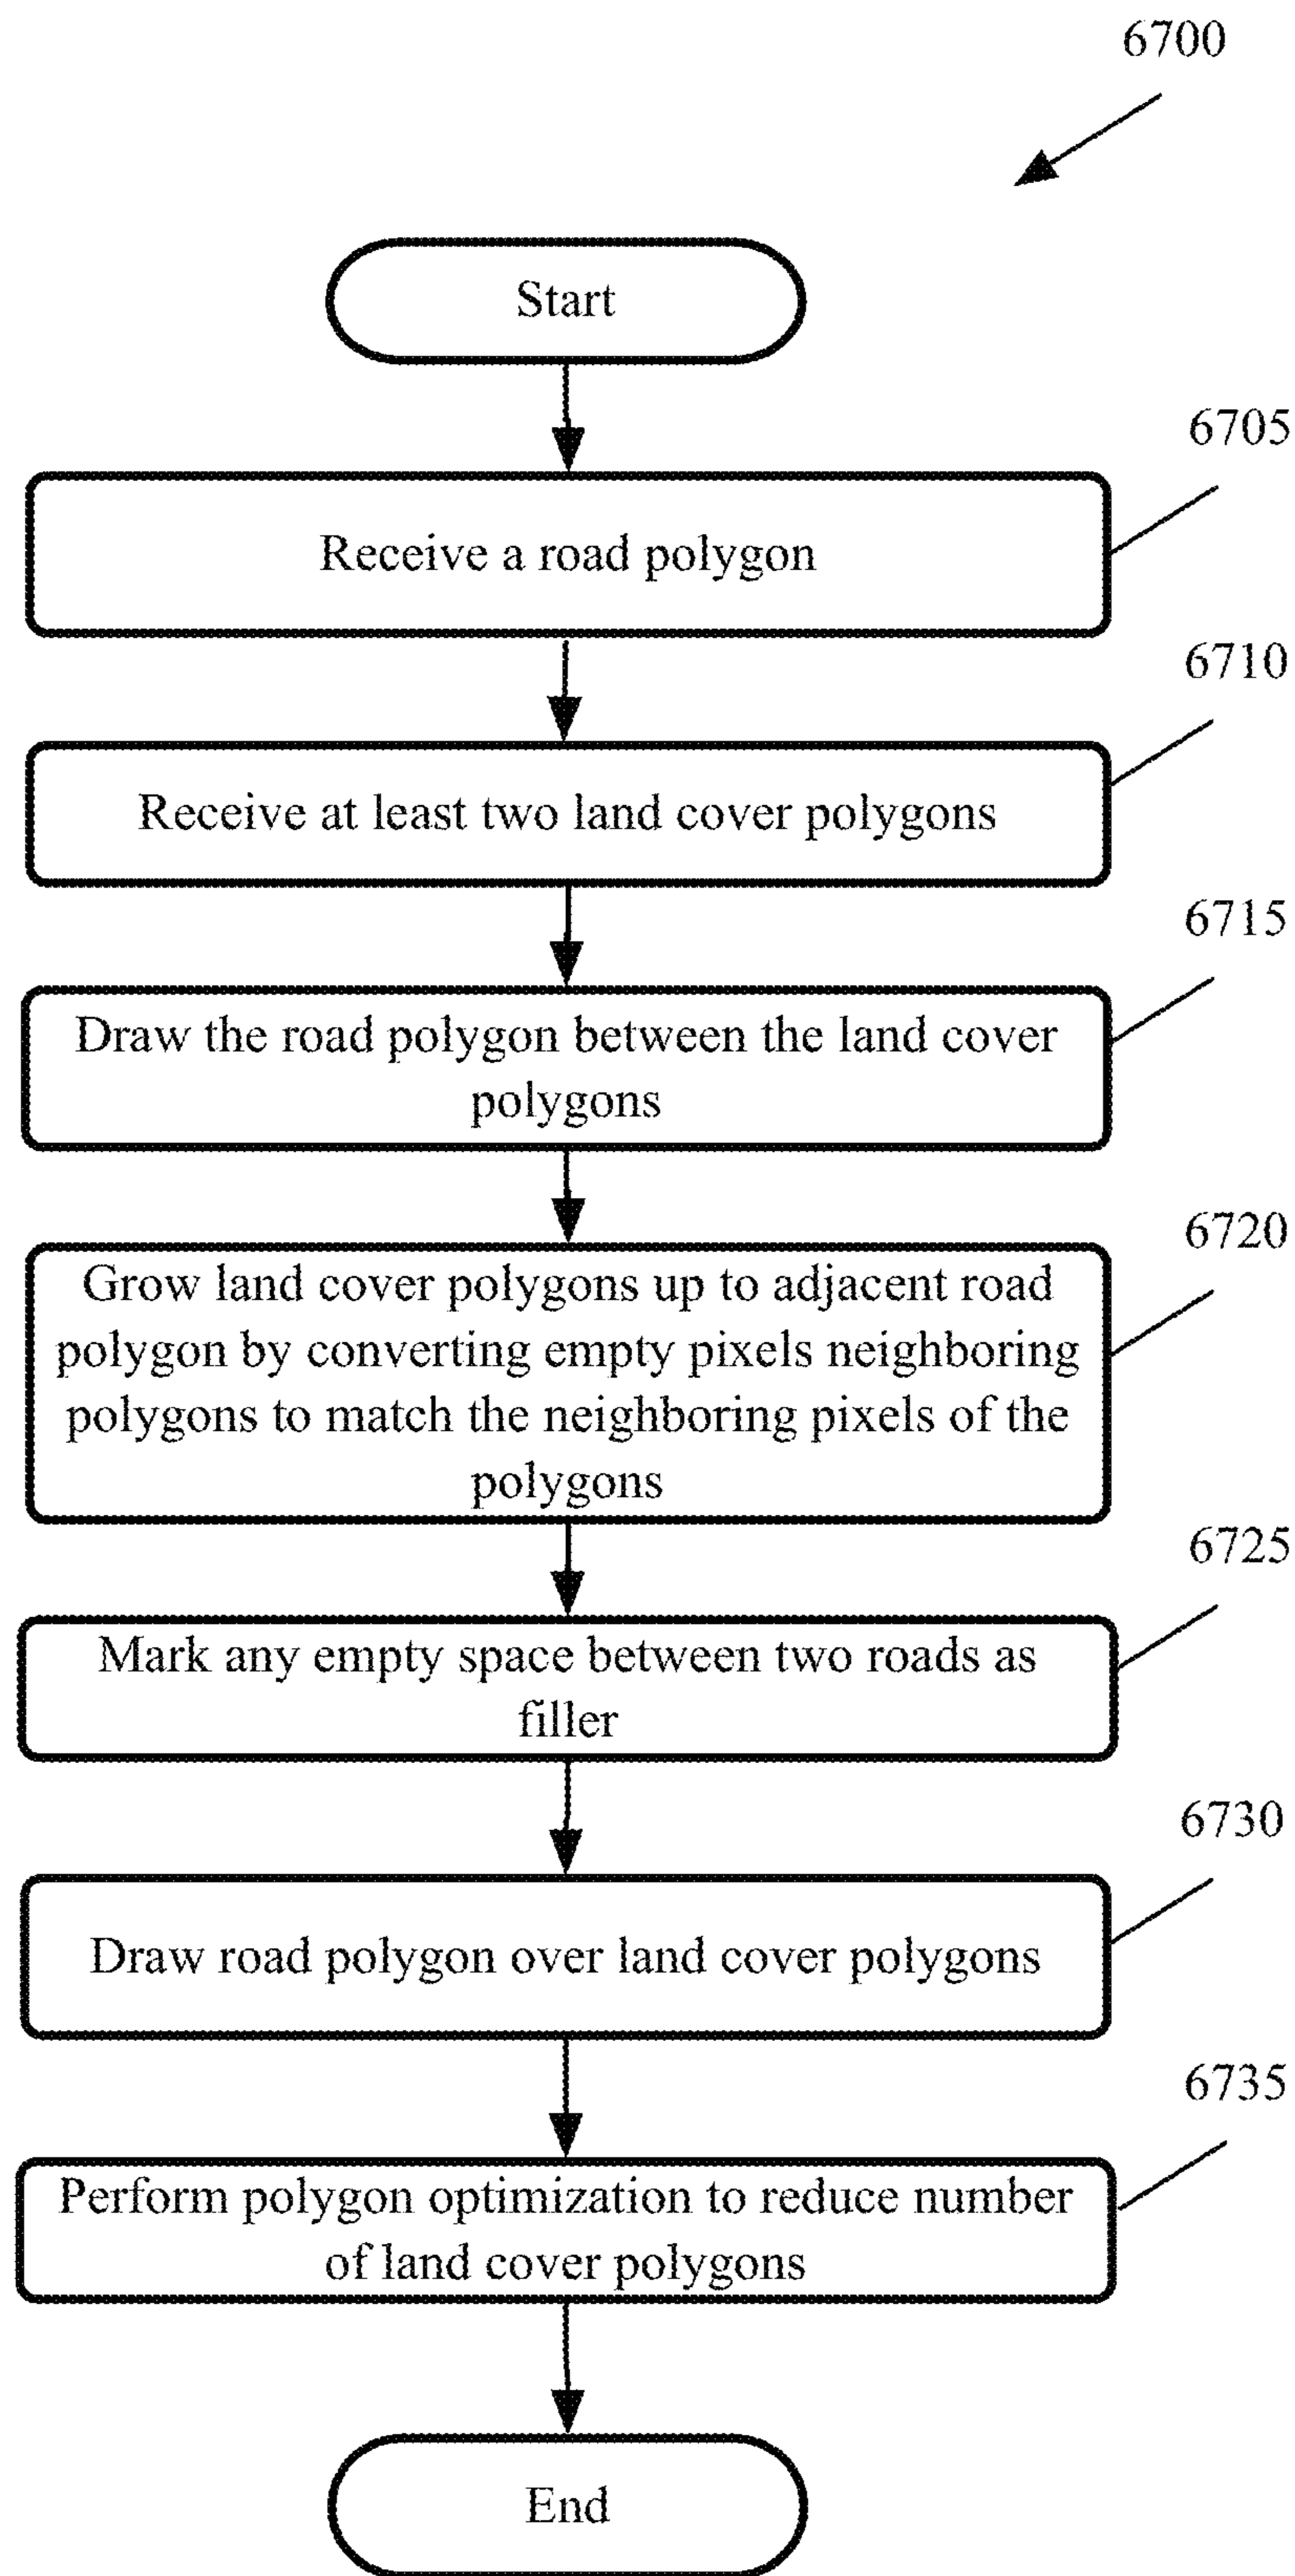 6700
Start
6705
Receive a road polygon
6710
Receive at least two land cover polygons
6715
Draw the road polygon between the land cover
polygons
6720
Grow land cover polygons up to adjacent road
polygon by converting empty pixels neighboring
polygons to match the neighboring pixels of the
polygons
6725
Mark any empty space between two roads as
filler
6730
Draw road polygon over land cover polygons
6735
Perform polygon optimization to reduce number
of land cover polygons
End